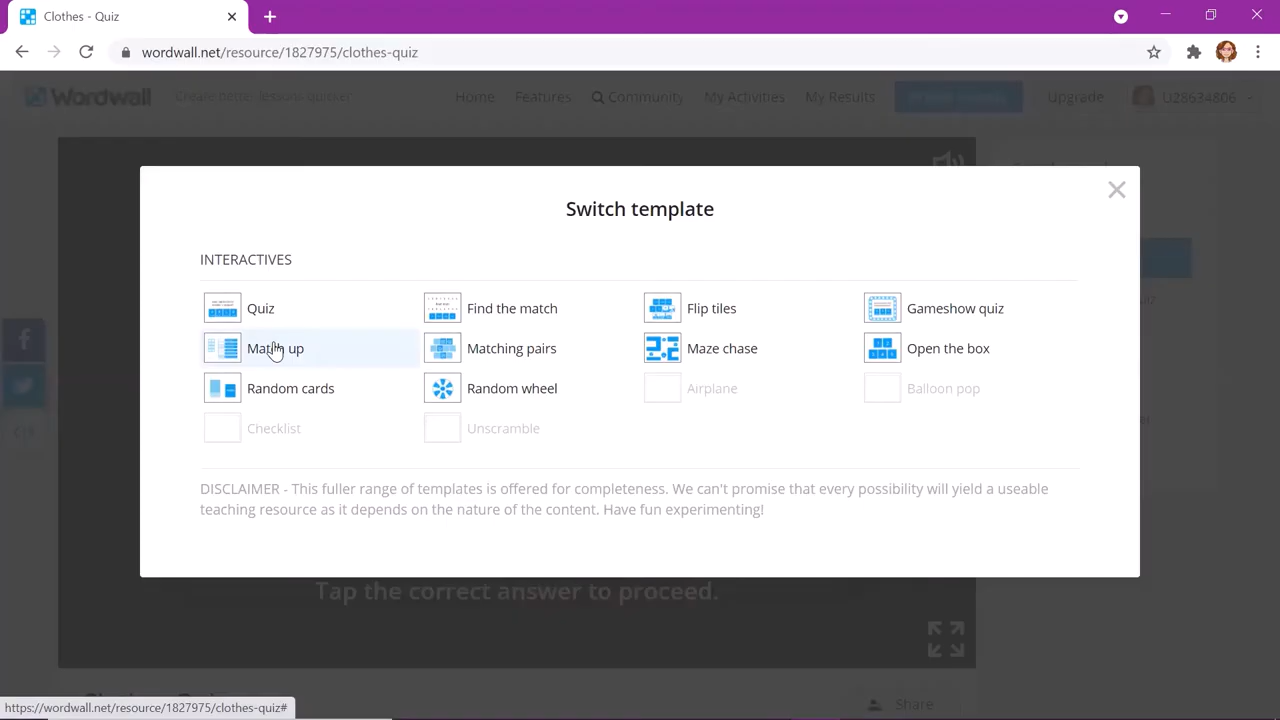 Clothes - Quiz
wordwall.net/resource/1827975/clothes-quiz
Wordwall Create better lessons quicker Home Features Community My Activities My Results Upgrade U28634806
Switch template
INTERACTIVES
Quiz Find the match Flip tiles Gameshow quiz
Match up Matching pairs Maze chase Open the box
Random cards Random wheel Airplane Balloon pop
Checklist Unscramble
DISCLAIMER - This fuller range of templates is offered for completeness. We can't promise that every possibility will yield a useable
teaching resource as it depends on the nature of the content. Have fun experimenting!
Tap the correct answer to proceed.
Share
https://wordwall.net/resource/1827975/clothes-quiz#